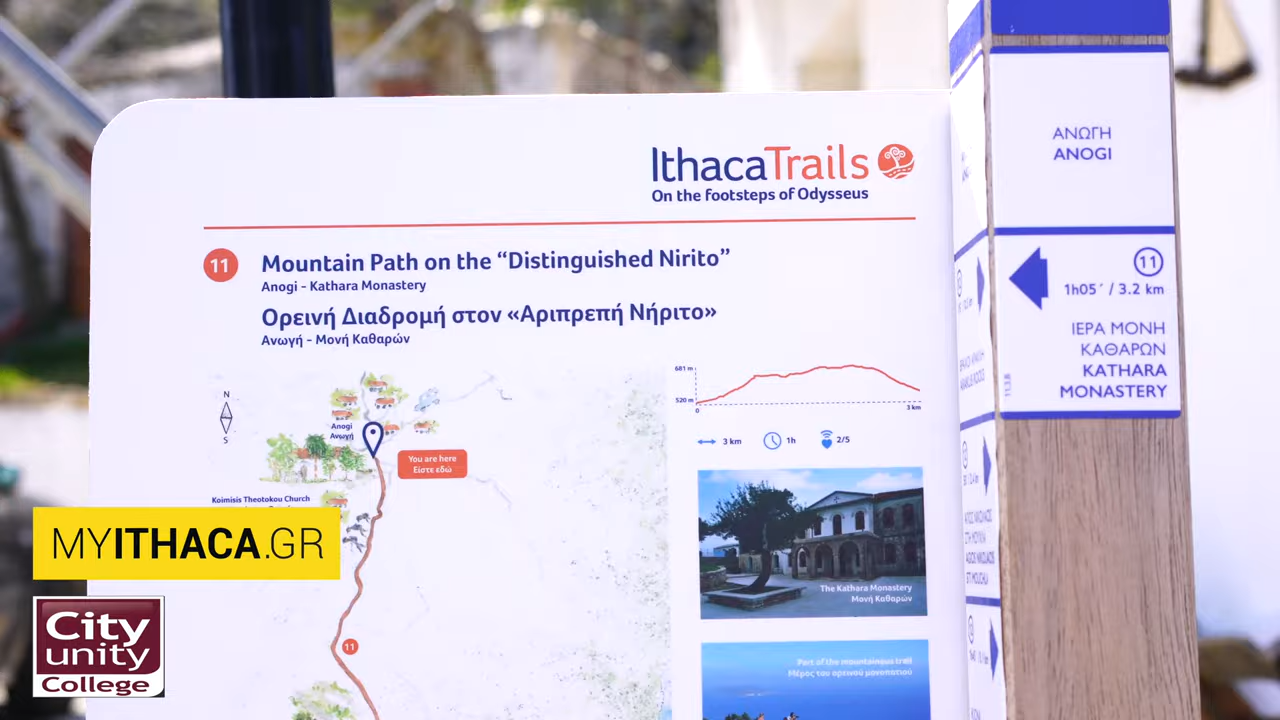 IthacaTrails
On the footsteps of Odysseus
11
Mountain Path on the “Distinguished Nirito”
Anogi - Kathara Monastery
Ορεινή Διαδρομή στον «Αριπρεπή Νήριτο»
Ανωγή - Μονή Καθαρών
N
S
Anogi
Ανωγή
You are here
Είστε εδώ
Koimisis Theotokou Church
11
681 m
520 m
0
3 km
3 km
1h
2/5
The Kathara Monastery
Μονή Καθαρών
Part of the mountainous trail
Μέρος του ορεινού μονοπατιού
ΑΝΩΓΗ
ANOGI
11
1h05΄ / 3.2 km
ΙΕΡΑ ΜΟΝΗ
ΚΑΘΑΡΩΝ
KATHARA
MONASTERY
MYITHACA.GR
City
unity
College